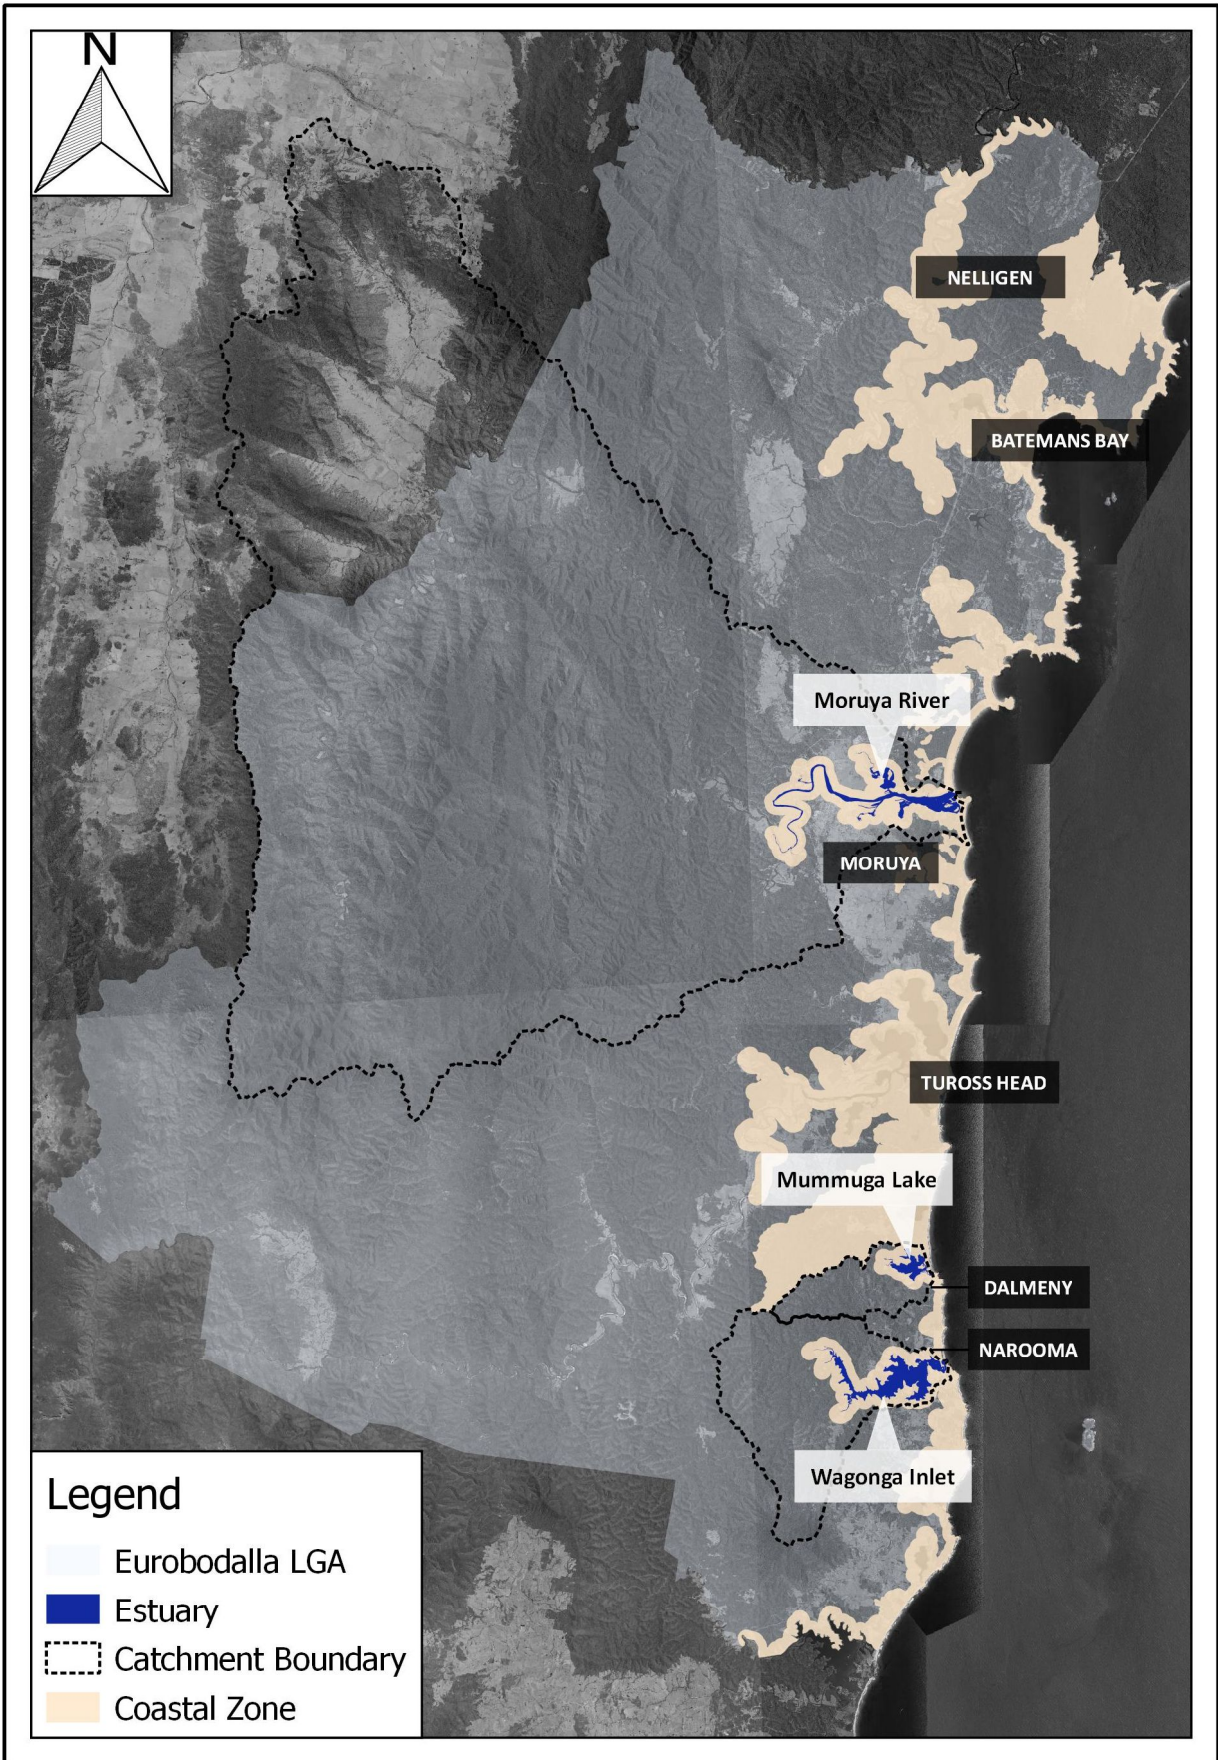 N
NELLIGEN
BATEMANS BAY
Moruya River
MORUYA
TUROSS HEAD
Mummuga Lake
DALMENY
NAROOMA
Wagonga Inlet
Legend
Eurobodalla LGA
Estuary
Catchment Boundary
Coastal Zone